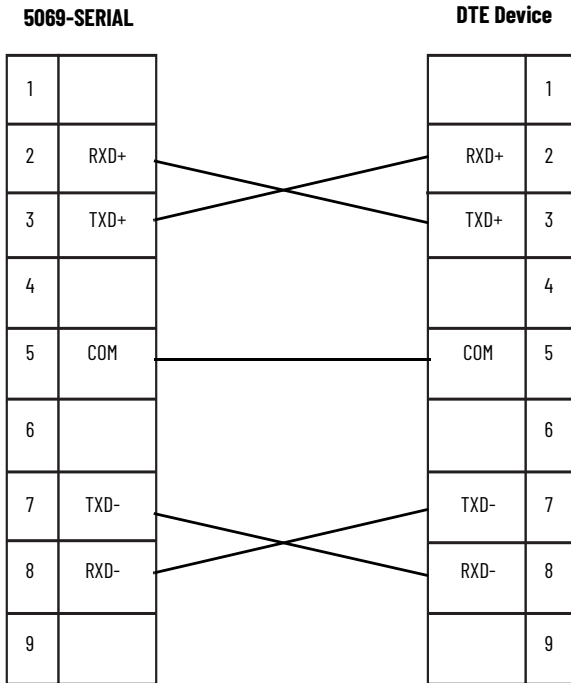 5069-SERIAL DTE Device
1 1
2 RXD+ RXD+ 2
3 TXD+ TXD+ 3
4 4
5 COM COM 5
6 6
7 TXD- TXD- 7
8 RXD- RXD- 8
9 9